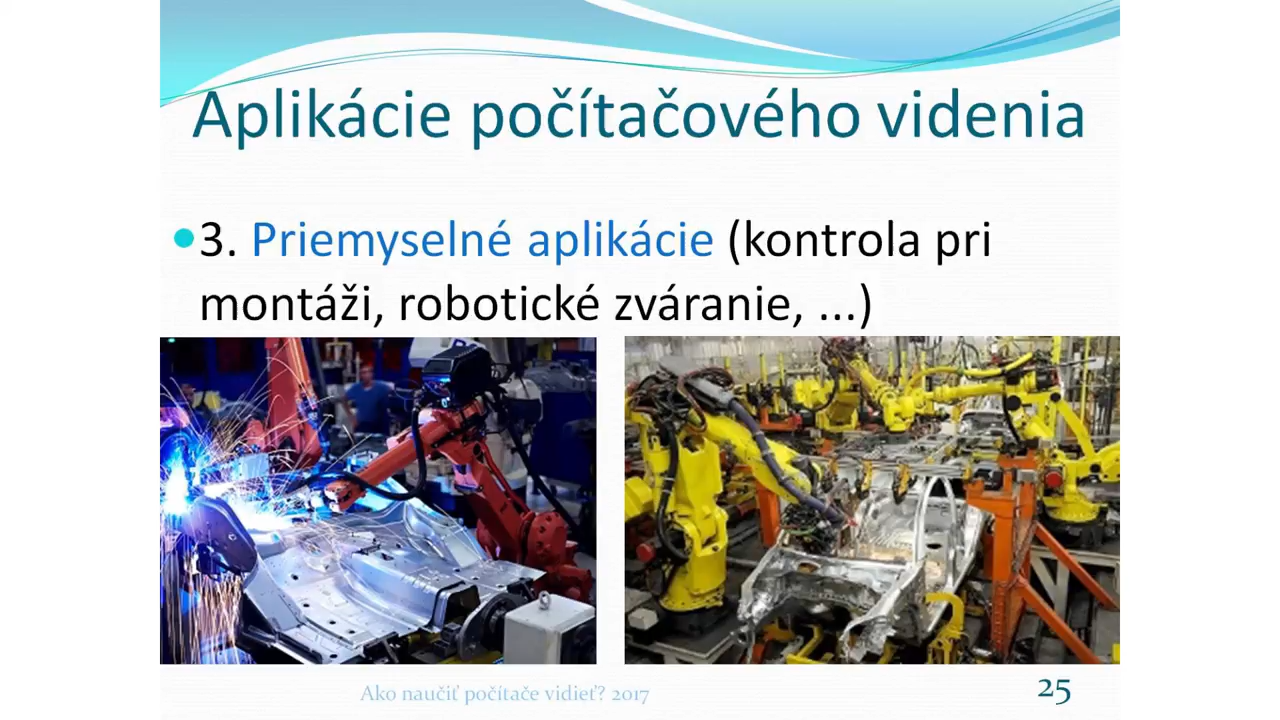 Aplikácie počítačového videnia
3. Priemyselné aplikácie (kontrola pri
montáži, robotické zváranie, ...)
Ako naučiť počítače vidieť? 2017
25